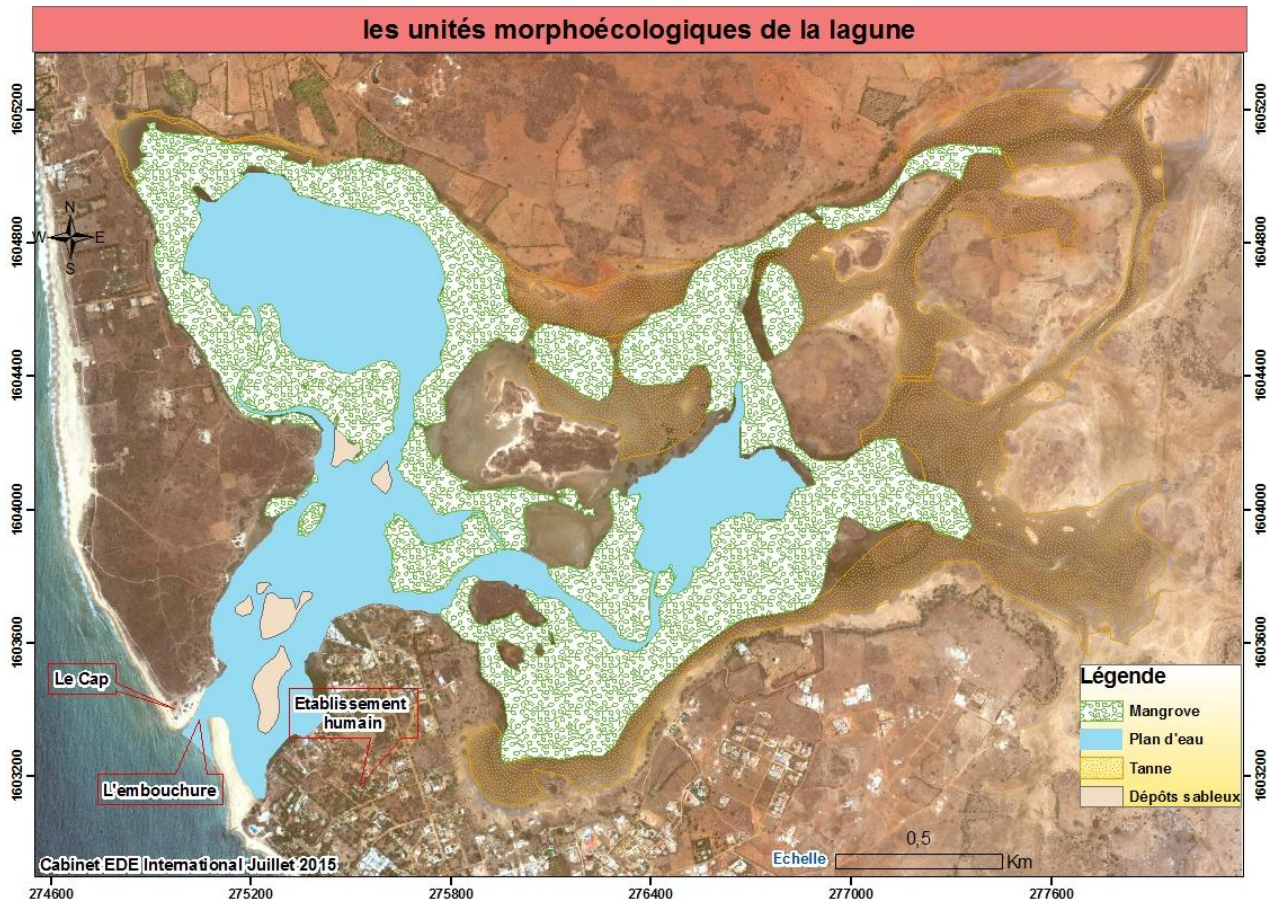 les unités morphoécologiques de la lagune
1605200
1604800
1604400
1604000
1603600
1603200
1605200
1604800
1604400
1604000
1603600
1603200
N
W E
S
Le Cap
L'embouchure
Etablissement
humain
Légende
Mangrove
Plan d'eau
Tanne
Dépôts sableux
0,5
Echelle Km
Cabinet EDE International Juillet 2015
274600 275200 275800 276400 277000 277600